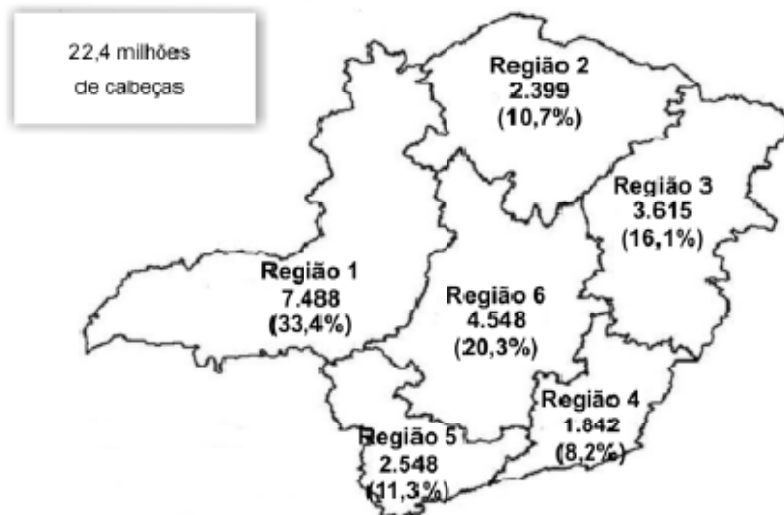 22,4 milhões
de cabeças
Região 2
2.399
(10,7%)
Região 3
3.615
(16,1%)
Região 1
7.488
(33,4%)
Região 6
4.548
(20,3%)
Região 4
1.842
(8,2%)
Região 5
2.548
(11,3%)